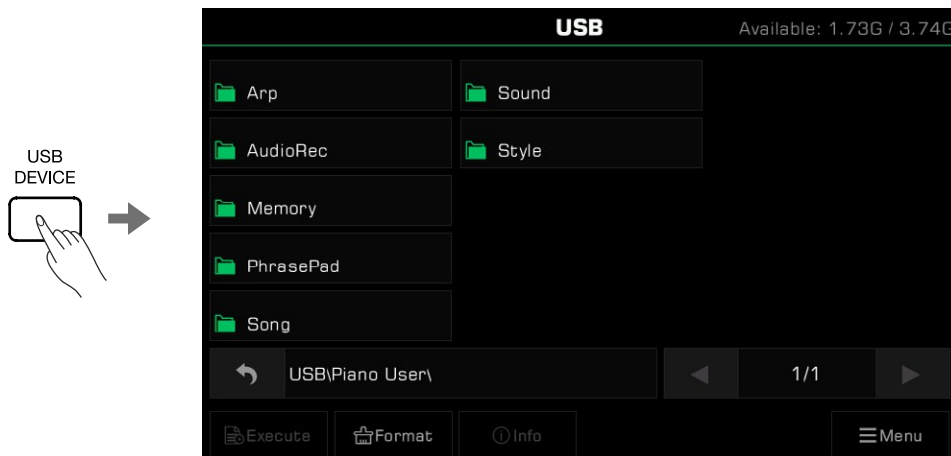 USB
DEVICE
USB
Available: 1.73G / 3.74G
Arp
Sound
AudioRec
Style
Memory
PhrasePad
Song
USB\Piano User\
1/1
Execute
Format
Info
Menu